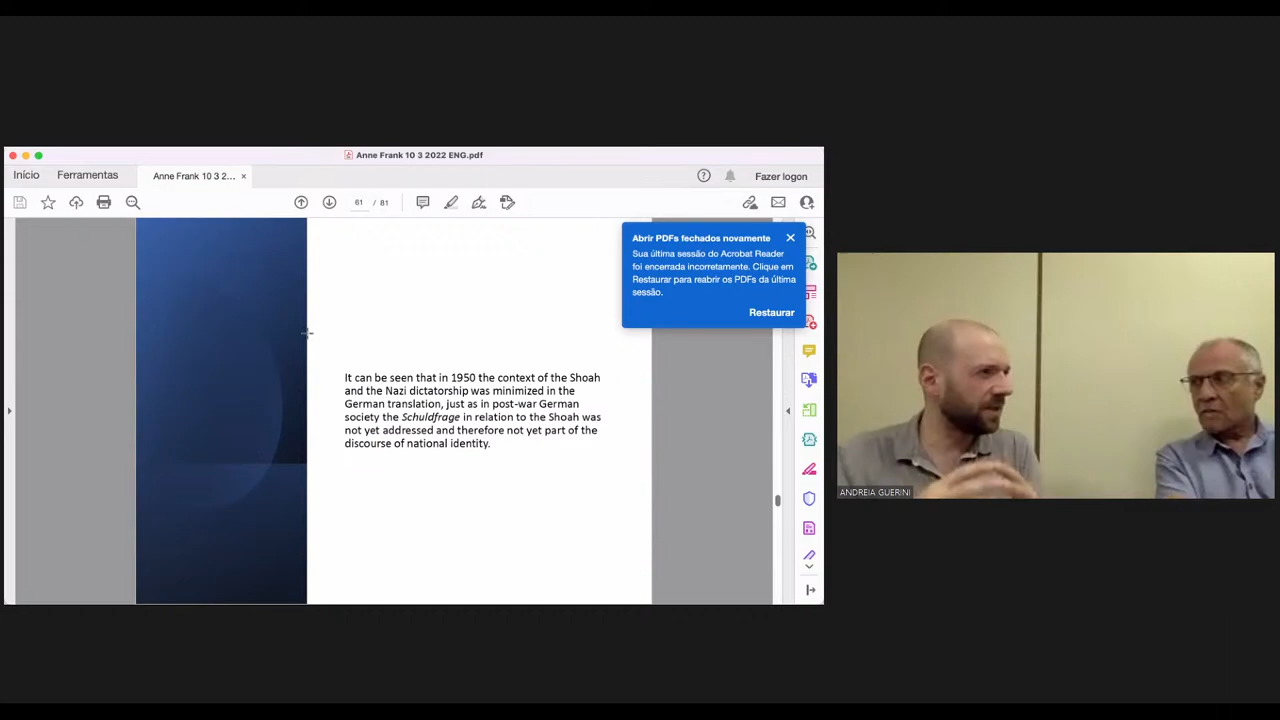 Anne Frank 10 3 2022 ENG.pdf
Início
Ferramentas
Anne Frank 10 3 2...
Fazer logon
61 / 81
Abrir PDFs fechados novamente
Sua última sessão do Acrobat Reader
foi encerrada incorretamente. Clique em
Restaurar para reabrir os PDFs da última
sessão.
Restaurar
It can be seen that in 1950 the context of the Shoah
and the Nazi dictatorship was minimized in the
German translation, just as in post-war German
society the Schuldfrage in relation to the Shoah was
not yet addressed and therefore not yet part of the
discourse of national identity.
ANDREIA GUERINI